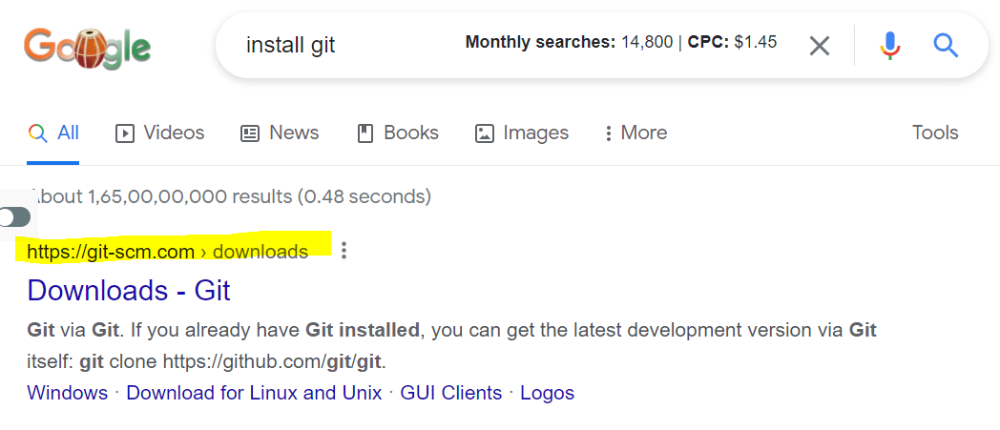 Google
install git Monthly searches: 14,800 | CPC: $1.45
All Videos News Books Images More Tools
About 1,65,00,00,000 results (0.48 seconds)
https://git-scm.com › downloads
Downloads - Git
Git via Git. If you already have Git installed, you can get the latest development version via Git
itself: git clone https://github.com/git/git.
Windows · Download for Linux and Unix · GUI Clients · Logos